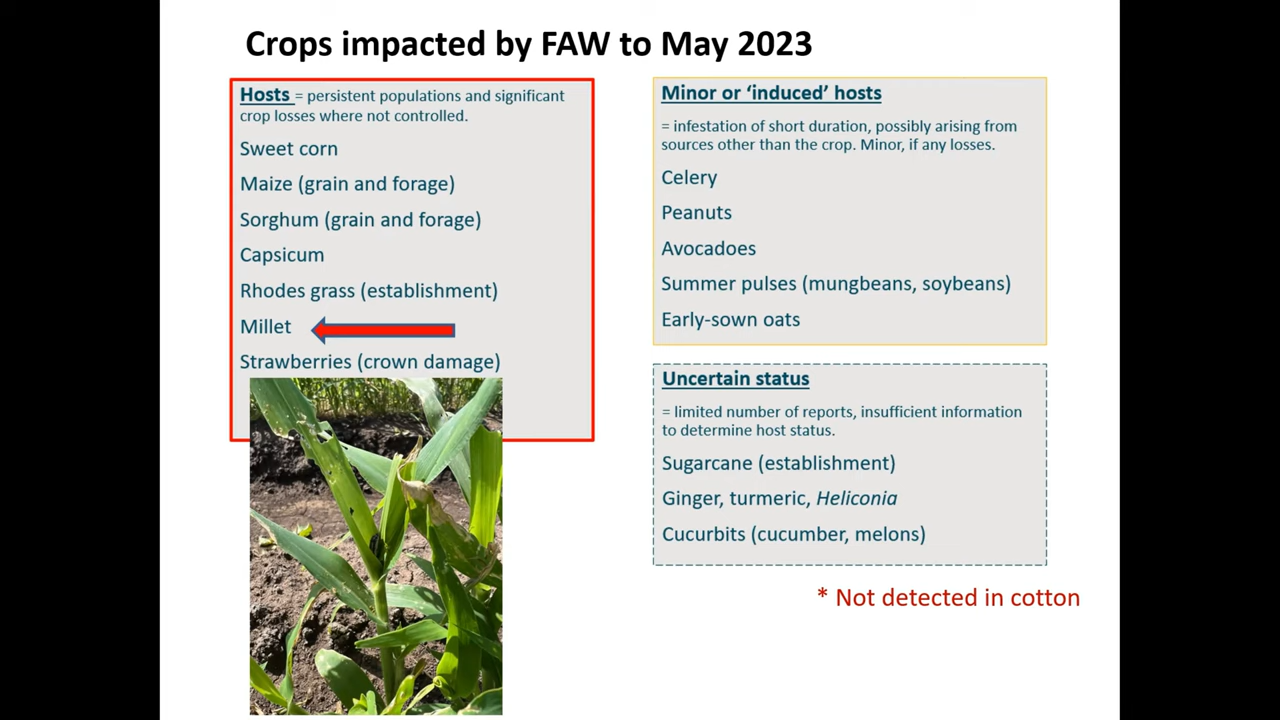 Crops impacted by FAW to May 2023
Hosts = persistent populations and significant
crop losses where not controlled.
Sweet corn
Maize (grain and forage)
Sorghum (grain and forage)
Capsicum
Rhodes grass (establishment)
Millet
Strawberries (crown damage)
Minor or ‘induced’ hosts
= infestation of short duration, possibly arising from
sources other than the crop. Minor, if any losses.
Celery
Peanuts
Avocadoes
Summer pulses (mungbeans, soybeans)
Early-sown oats
Uncertain status
= limited number of reports, insufficient information
to determine host status.
Sugarcane (establishment)
Ginger, turmeric, Heliconia
Cucurbits (cucumber, melons)
* Not detected in cotton